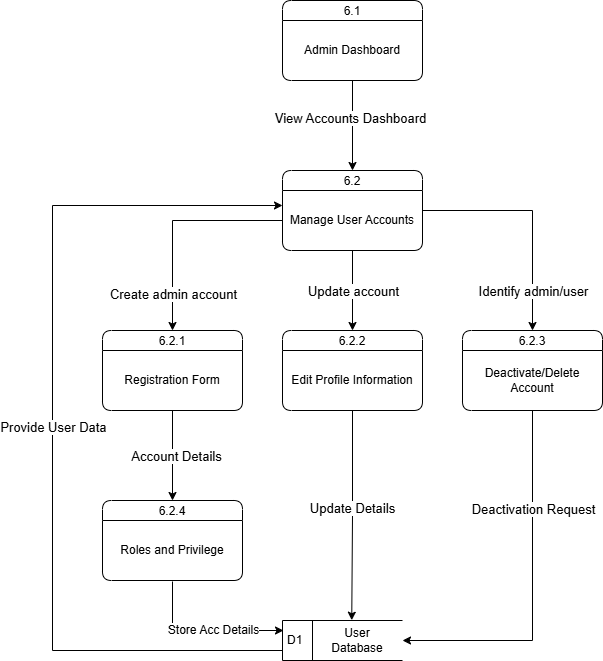 6.1
Admin Dashboard
View Accounts Dashboard
6.2
Manage User Accounts
Create admin account
Update account
Identify admin/user
6.2.1
Registration Form
6.2.2
Edit Profile Information
6.2.3
Deactivate/Delete
Account
Provide User Data
Account Details
6.2.4
Roles and Privilege
Update Details
Deactivation Request
Store Acc Details
D1
User
Database